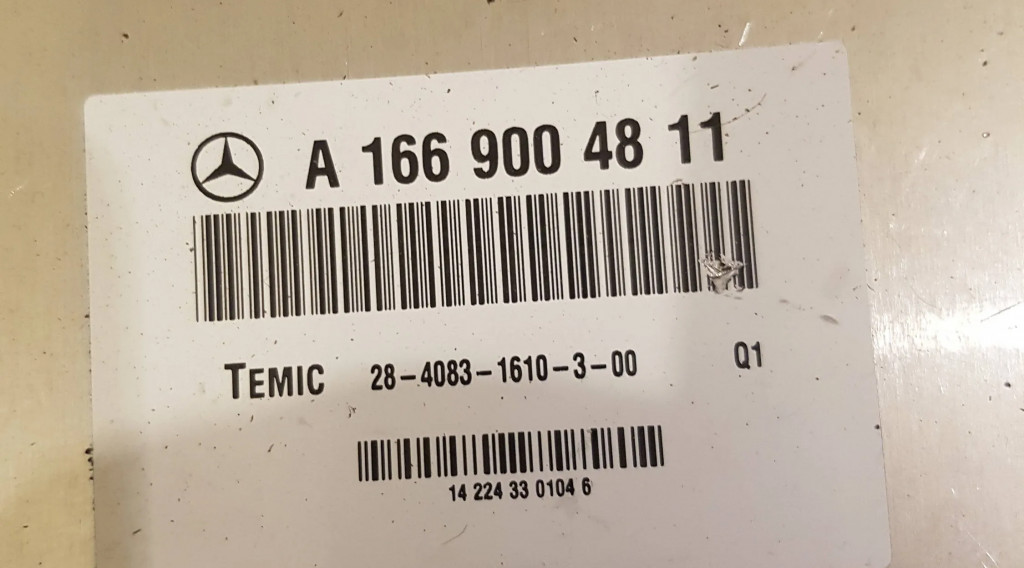 A 166 900 48 11
TEMIC 28-4083-1610-3-00 Q1
14 224 33 0104 6